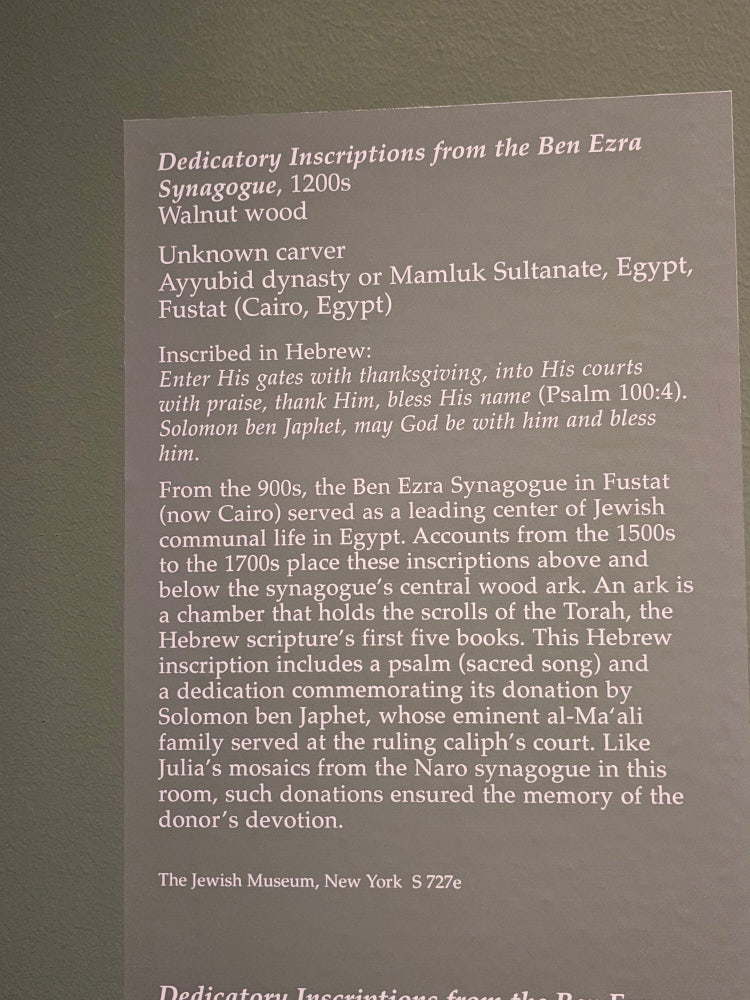 Dedicatory Inscriptions from the Ben Ezra
Synagogue, 1200s
Walnut wood
Unknown carver
Ayyubid dynasty or Mamluk Sultanate, Egypt,
Fustat (Cairo, Egypt)
Inscribed in Hebrew:
Enter His gates with thanksgiving, into His courts
with praise, thank Him, bless His name (Psalm 100:4).
Solomon ben Japhet, may God be with him and bless
him.
From the 900s, the Ben Ezra Synagogue in Fustat
(now Cairo) served as a leading center of Jewish
communal life in Egypt. Accounts from the 1500s
to the 1700s place these inscriptions above and
below the synagogue's central wood ark. An ark is
a chamber that holds the scrolls of the Torah, the
Hebrew scripture's first five books. This Hebrew
inscription includes a psalm (sacred song) and
a dedication commemorating its donation by
Solomon ben Japhet, whose eminent al-Ma‘ali
family served at the ruling caliph's court. Like
Julia's mosaics from the Naro synagogue in this
room, such donations ensured the memory of the
donor's devotion.
The Jewish Museum, New York S 727e
Dedicatory Inscriptions from the Ben E